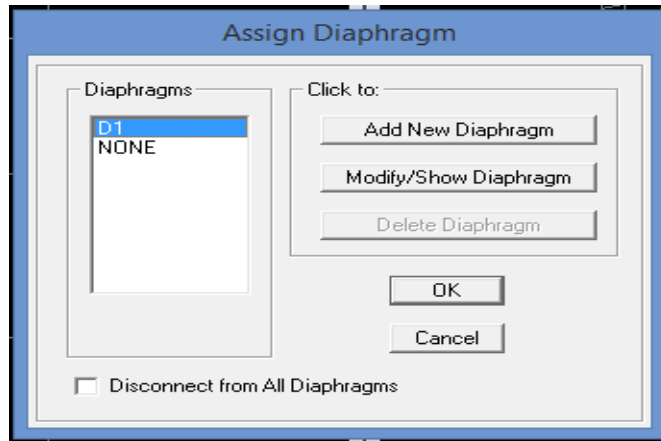 Assign Diaphragm
Diaphragms
D1
NONE
Click to:
Add New Diaphragm
Modify/Show Diaphragm
Delete Diaphragm
OK
Cancel
Disconnect from All Diaphragms